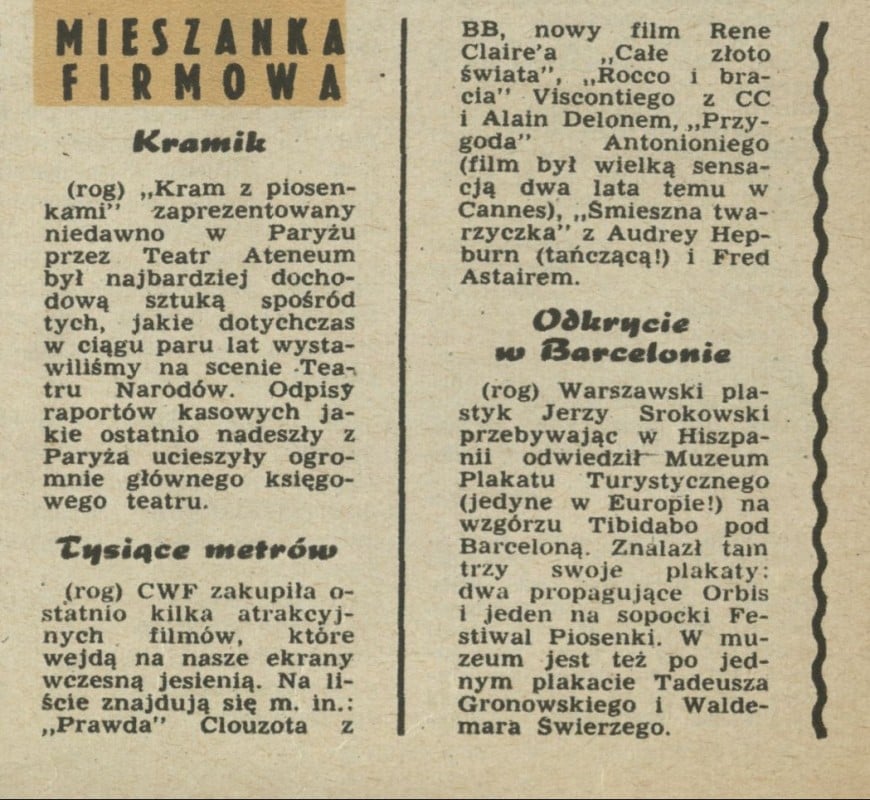 MIESZANKA
FIRMOWA
Kramik
(rog) „Kram z piosen-
kami” zaprezentowany
niedawno w Paryżu
przez Teatr Ateneum
był najbardziej docho-
dową sztuką spośród
tych, jakie dotychczas
w ciągu paru lat wysta-
wiliśmy na scenie Tea-
tru Narodów. Odpisy
raportów kasowych ja-
kie ostatnio nadeszły z
Paryża ucieszyły ogro-
mnie głównego księgo-
wego teatru.
Tysiące metrów
(rog) CWF zakupiła o-
statnio kilka atrakcyj-
nych filmów, które
wejdą na nasze ekrany
wczesną jesienią. Na li-
ście znajdują się m. in.:
„Prawda” Clouzota z
BB, nowy film Rene
Claire'a „Całe złoto
świata”, „Rocco i bra-
cia” Viscontiego z CC
i Alain Delonem, „Przy-
goda” Antonioniego
(film był wielką sensa-
cją dwa lata temu w
Cannes), „Śmieszna twa-
rzyczka” z Audrey Hep-
burn (tańczącą!) i Fred
Astairem.
Odkrycie
w Barcelonie
(rog) Warszawski pla-
styk Jerzy Srokowski
przebywając w Hiszpa-
nii odwiedził Muzeum
Plakatu Turystycznego
(jedyne w Europie!) na
wzgórzu Tibidabo pod
Barceloną. Znalazł tam
trzy swoje plakaty:
dwa propagujące Orbis
i jeden na sopocki Fe-
stiwal Piosenki. W mu-
zeum jest też po jed-
nym plakacie Tadeusza
Gronowskiego i Walde-
mara Świerzego.